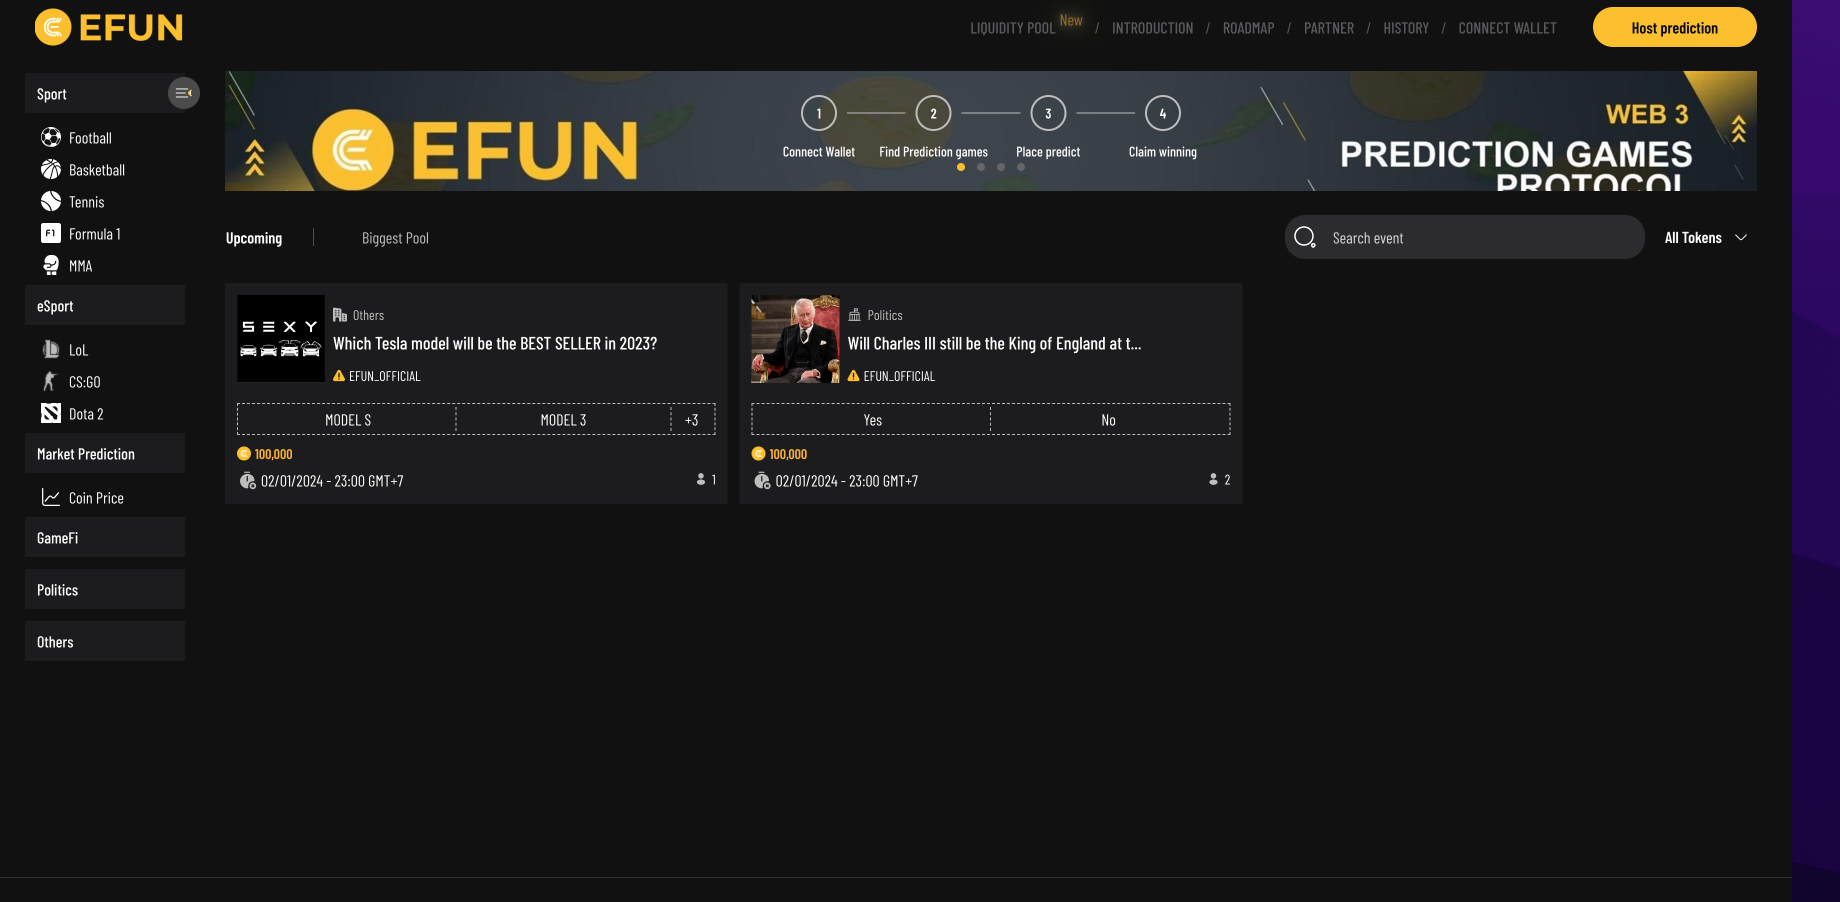 EFUN
LIQUIDITY POOL New / INTRODUCTION / ROADMAP / PARTNER / HISTORY / CONNECT WALLET
Host prediction
Sport
Football
Basketball
Tennis
F1 Formula 1
MMA
eSport
LoL
CS:GO
Dota 2
Market Prediction
Coin Price
GameFi
Politics
Others
EFUN
1 2 3 4
Connect Wallet Find Prediction games Place predict Claim winning
WEB 3
PREDICTION GAMES
PROTOCOL
Upcoming Biggest Pool
Search event
All Tokens
SEXY
Others
Which Tesla model will be the BEST SELLER in 2023?
EFUN_OFFICIAL
MODEL S MODEL 3 +3
100,000
02/01/2024 - 23:00 GMT+7 1
Politics
Will Charles III still be the King of England at t...
EFUN_OFFICIAL
Yes No
100,000
02/01/2024 - 23:00 GMT+7 2